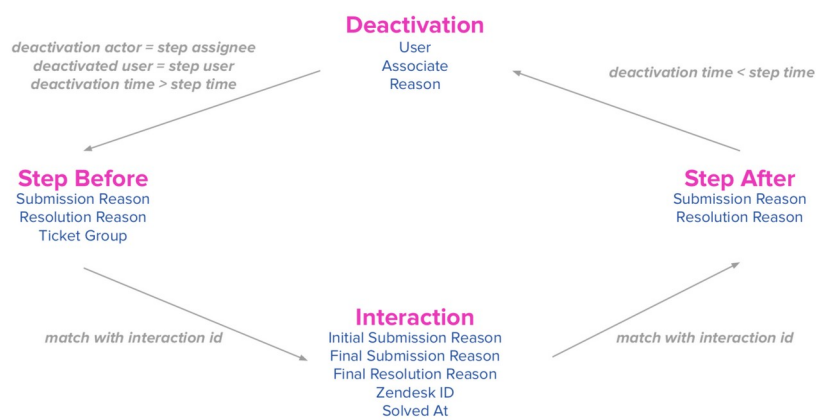 Deactivation
User
Associate
Reason
deactivation actor = step assignee
deactivated user = step user
deactivation time > step time
deactivation time < step time
Step Before
Submission Reason
Resolution Reason
Ticket Group
Step After
Submission Reason
Resolution Reason
match with interaction id
match with interaction id
Interaction
Initial Submission Reason
Final Submission Reason
Final Resolution Reason
Zendesk ID
Solved At